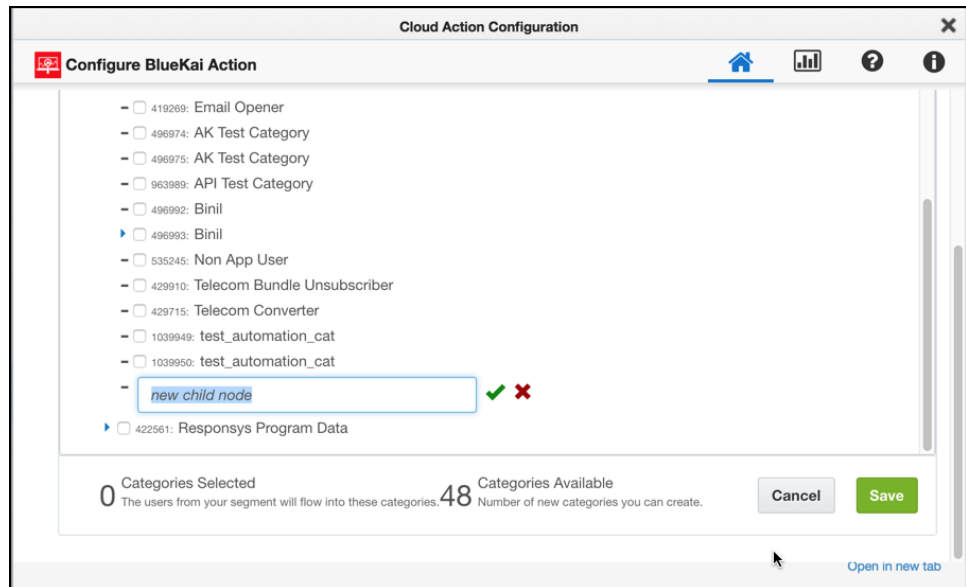 Cloud Action Configuration
Configure BlueKai Action
419269: Email Opener
496974: AK Test Category
496975: AK Test Category
963989: API Test Category
496992: Binil
496993: Binil
535245: Non App User
429910: Telecom Bundle Unsubscriber
429715: Telecom Converter
1039949: test_automation_cat
1039950: test_automation_cat
new child node
422561: Responsys Program Data
0 Categories Selected
The users from your segment will flow into these categories.
48 Categories Available
Number of new categories you can create.
Cancel
Save
Open in new tab